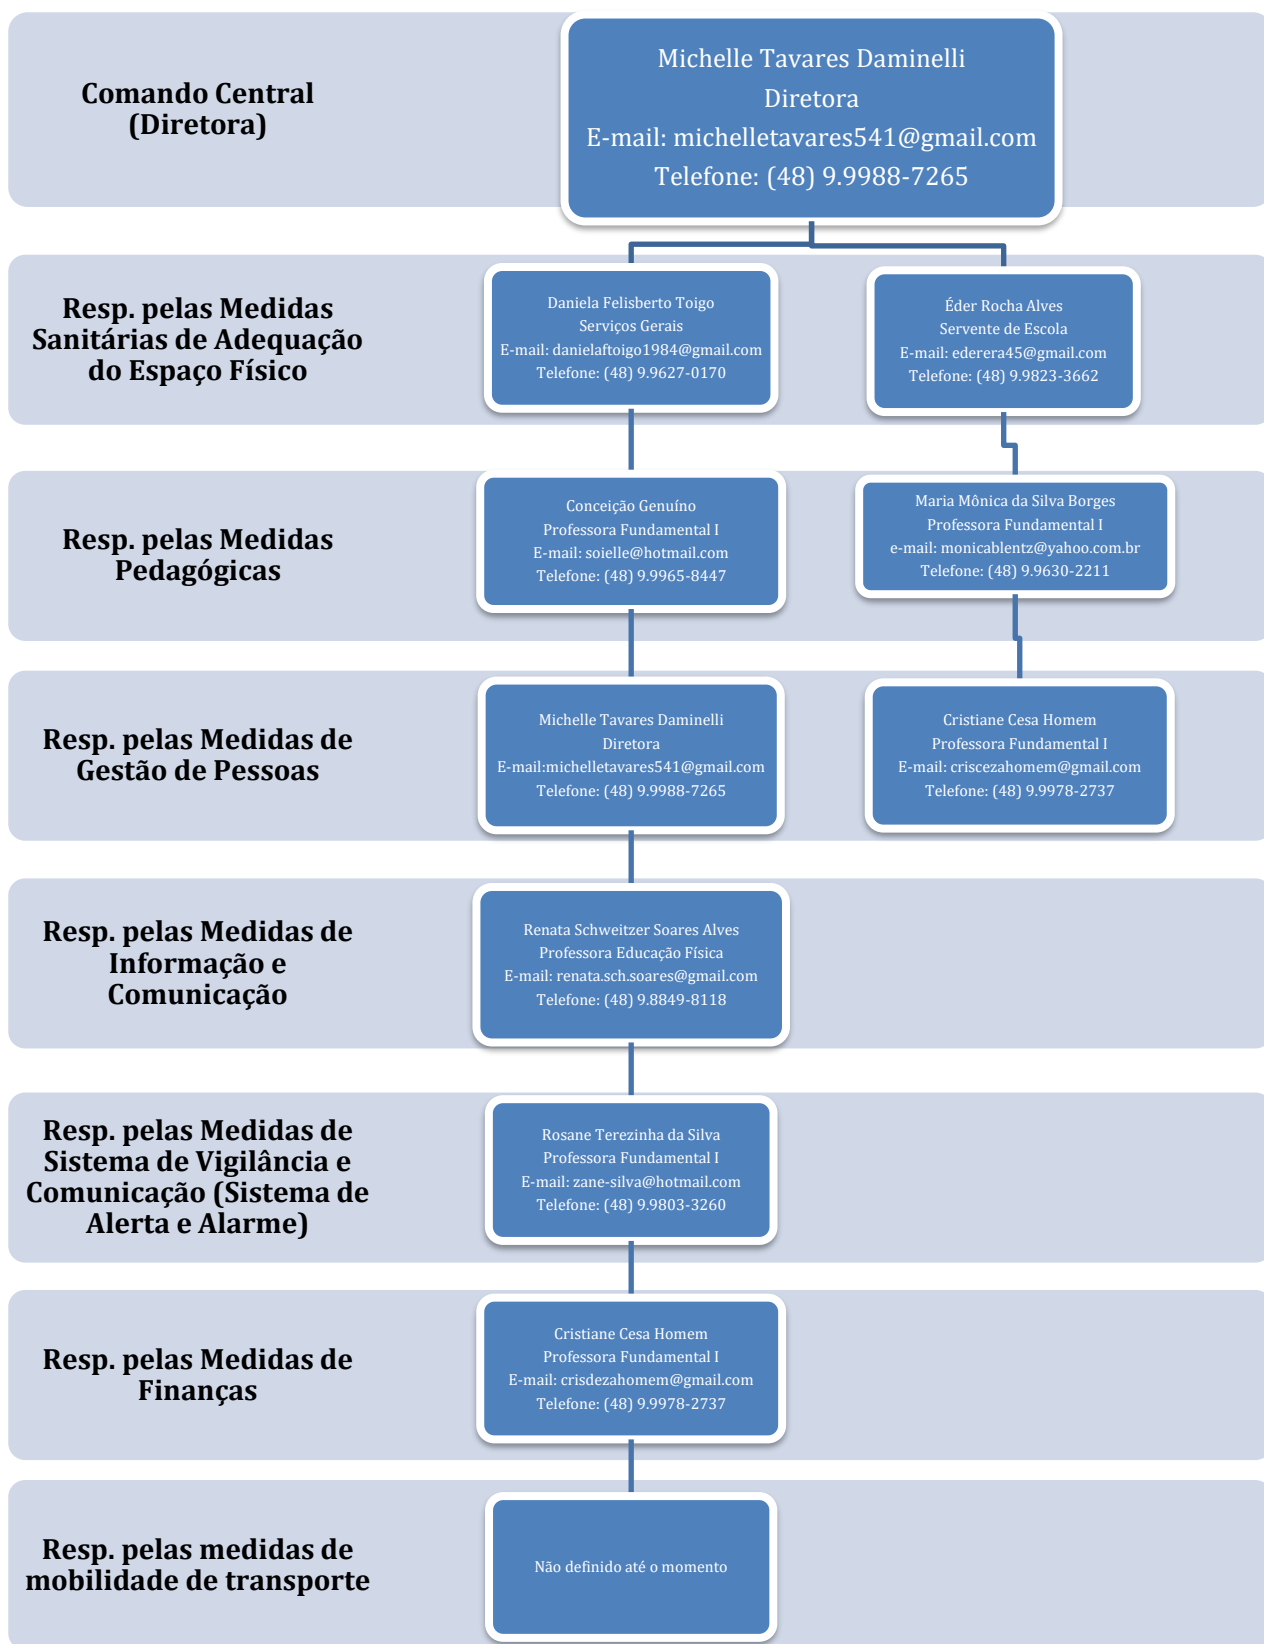 Comando Central
(Diretora)
Michelle Tavares Daminelli
Diretora
E-mail: michelletavares541@gmail.com
Telefone: (48) 9.9988-7265
Resp. pelas Medidas
Sanitárias de Adequação
do Espaço Físico
Daniela Felisberto Toigo
Serviços Gerais
E-mail: danielaftoigo1984@gmail.com
Telefone: (48) 9.9627-0170
Éder Rocha Alves
Servente de Escola
E-mail: ederera45@gmail.com
Telefone: (48) 9.9823-3662
Resp. pelas Medidas
Pedagógicas
Conceição Genuíno
Professora Fundamental I
E-mail: soielle@hotmail.com
Telefone: (48) 9.9965-8447
Maria Mônica da Silva Borges
Professora Fundamental I
e-mail: monicablentz@yahoo.com.br
Telefone: (48) 9.9630-2211
Resp. pelas Medidas de
Gestão de Pessoas
Michelle Tavares Daminelli
Diretora
E-mail:michelletavares541@gmail.com
Telefone: (48) 9.9988-7265
Cristiane Cesa Homem
Professora Fundamental I
E-mail: criscezahomem@gmail.com
Telefone: (48) 9.9978-2737
Resp. pelas Medidas de
Informação e
Comunicação
Renata Schweitzer Soares Alves
Professora Educação Física
E-mail: renata.sch.soares@gmail.com
Telefone: (48) 9.8849-8118
Resp. pelas Medidas de
Sistema de Vigilância e
Comunicação (Sistema de
Alerta e Alarme)
Rosane Terezinha da Silva
Professora Fundamental I
E-mail: zane-silva@hotmail.com
Telefone: (48) 9.9803-3260
Resp. pelas Medidas de
Finanças
Cristiane Cesa Homem
Professora Fundamental I
E-mail: crisdezahomem@gmail.com
Telefone: (48) 9.9978-2737
Resp. pelas medidas de
mobilidade de transporte
Não definido até o momento